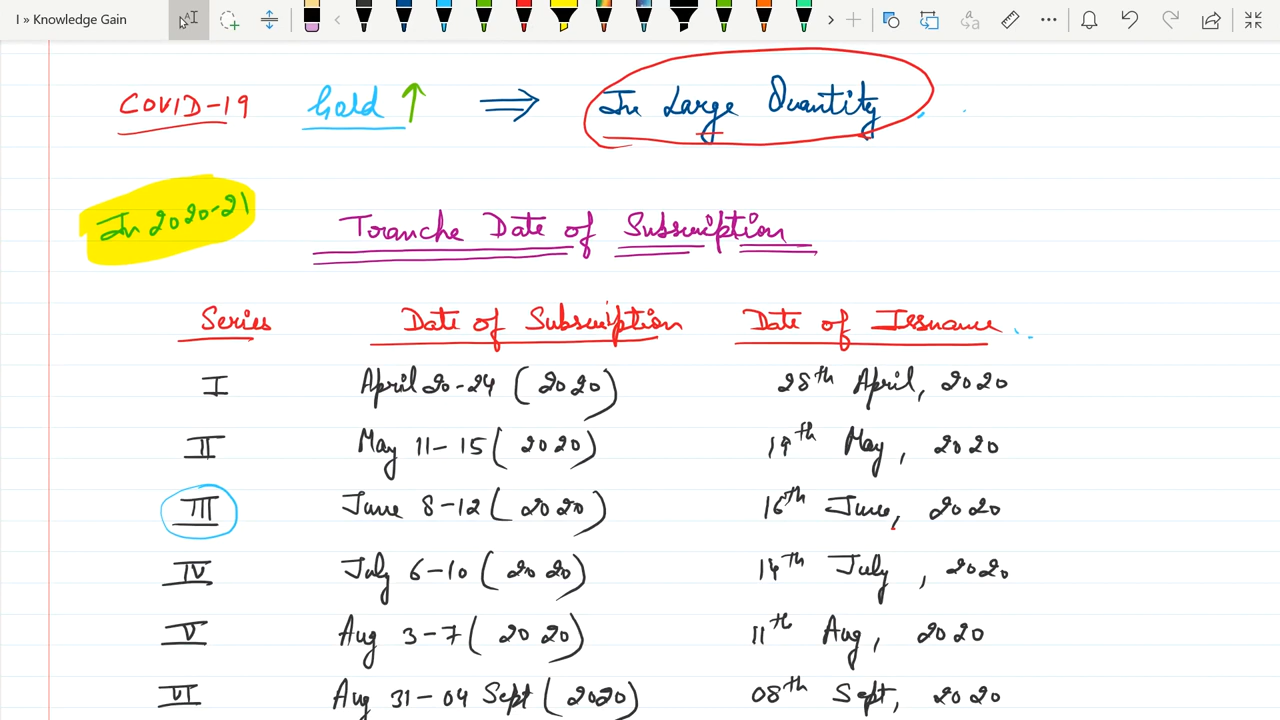 I » Knowledge Gain
COVID-19 Gold ↑ ⇒ In Large Quantity
In 2020-21
Tranche Date of Subscription
Series Date of Subscription Date of Issuance
I April 20-24 (2020) 28th April, 2020
II May 11-15 (2020) 19th May, 2020
III June 8-12 (2020) 16th June, 2020
IV July 6-10 (2020) 14th July, 2020
V Aug 3-7 (2020) 11th Aug, 2020
VI Aug 31-04 Sept (2020) 08th Sept, 2020